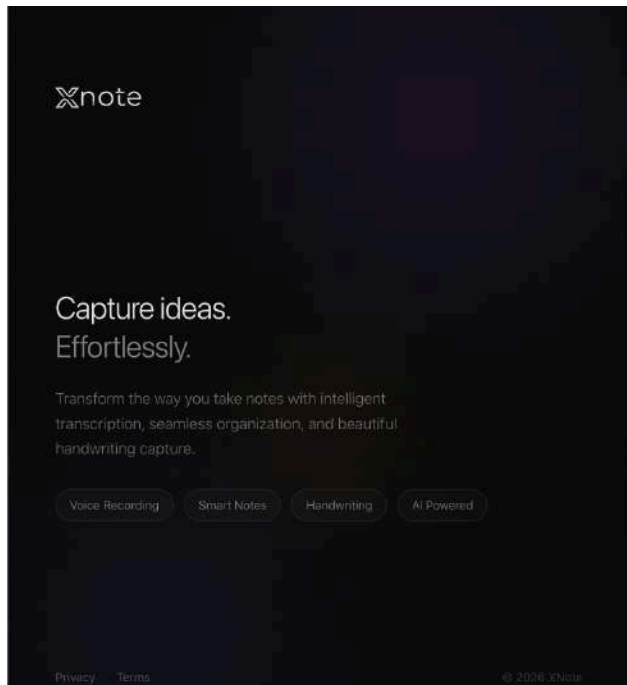 Xnote
Capture ideas.
Effortlessly.
Transform the way you take notes with intelligent
transcription, seamless organization, and beautiful
handwriting capture.
Voice Recording Smart Notes Handwriting AI Powered
Privacy Terms © 2026 XNote